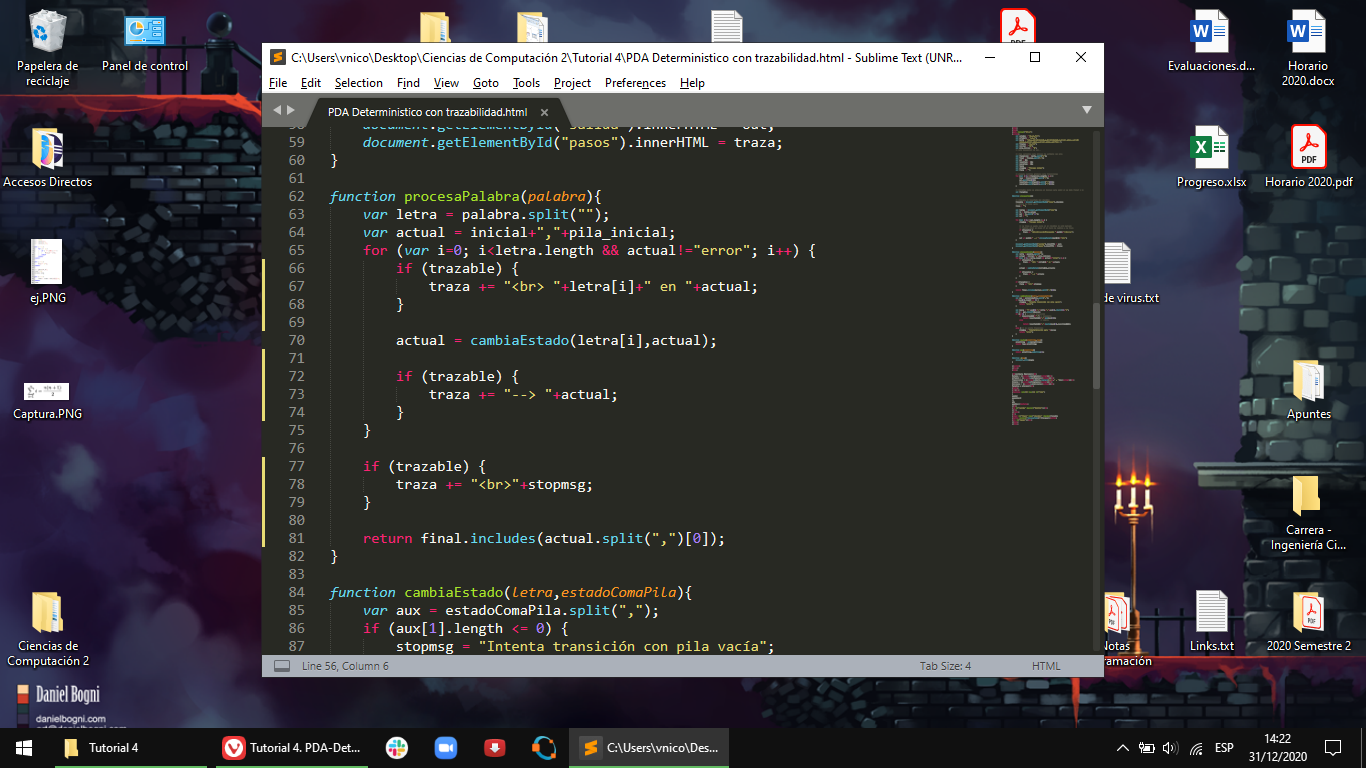 Papelera de
reciclaje
Panel de control
PDF
Evaluaciones.d...
Horario
2020.docx
Accesos Directos
Progreso.xlsx
PDF
Horario 2020.pdf
ej.PNG
de virus.txt
Captura.PNG
Apuntes
Carrera -
Ingeniería Ci...
Ciencias de
Computación 2
Notas
ramación
Links.txt
2020 Semestre 2
Daniel Bogni
danielbogni.com
C:\Users\vnico\Desktop\Ciencias de Computación 2\Tutorial 4\PDA Deterministico con trazabilidad.html - Sublime Text (UNR...
File Edit Selection Find View Goto Tools Project Preferences Help
PDA Deterministico con trazabilidad.html
58 document.getElementById("salida").innerHTML = out;
59 document.getElementById("pasos").innerHTML = traza;
60 }
61
62 function procesaPalabra(palabra){
63 var letra = palabra.split("");
64 var actual = inicial+","+pila_inicial;
65 for (var i=0; i<letra.length && actual!="error"; i++) {
66 if (trazable) {
67 traza += "<br> "+letra[i]+" en "+actual;
68 }
69
70 actual = cambiaEstado(letra[i],actual);
71
72 if (trazable) {
73 traza += "--> "+actual;
74 }
75 }
76
77 if (trazable) {
78 traza += "<br>"+stopmsg;
79 }
80
81 return final.includes(actual.split(",")[0]);
82 }
83
84 function cambiaEstado(letra,estadoComaPila){
85 var aux = estadoComaPila.split(",");
86 if (aux[1].length <= 0) {
87 stopmsg = "Intenta transición con pila vacía";
Line 56, Column 6
Tab Size: 4
HTML
Tutorial 4
Tutorial 4. PDA-Det...
C:\Users\vnico\Des...
ESP
14:22
31/12/2020